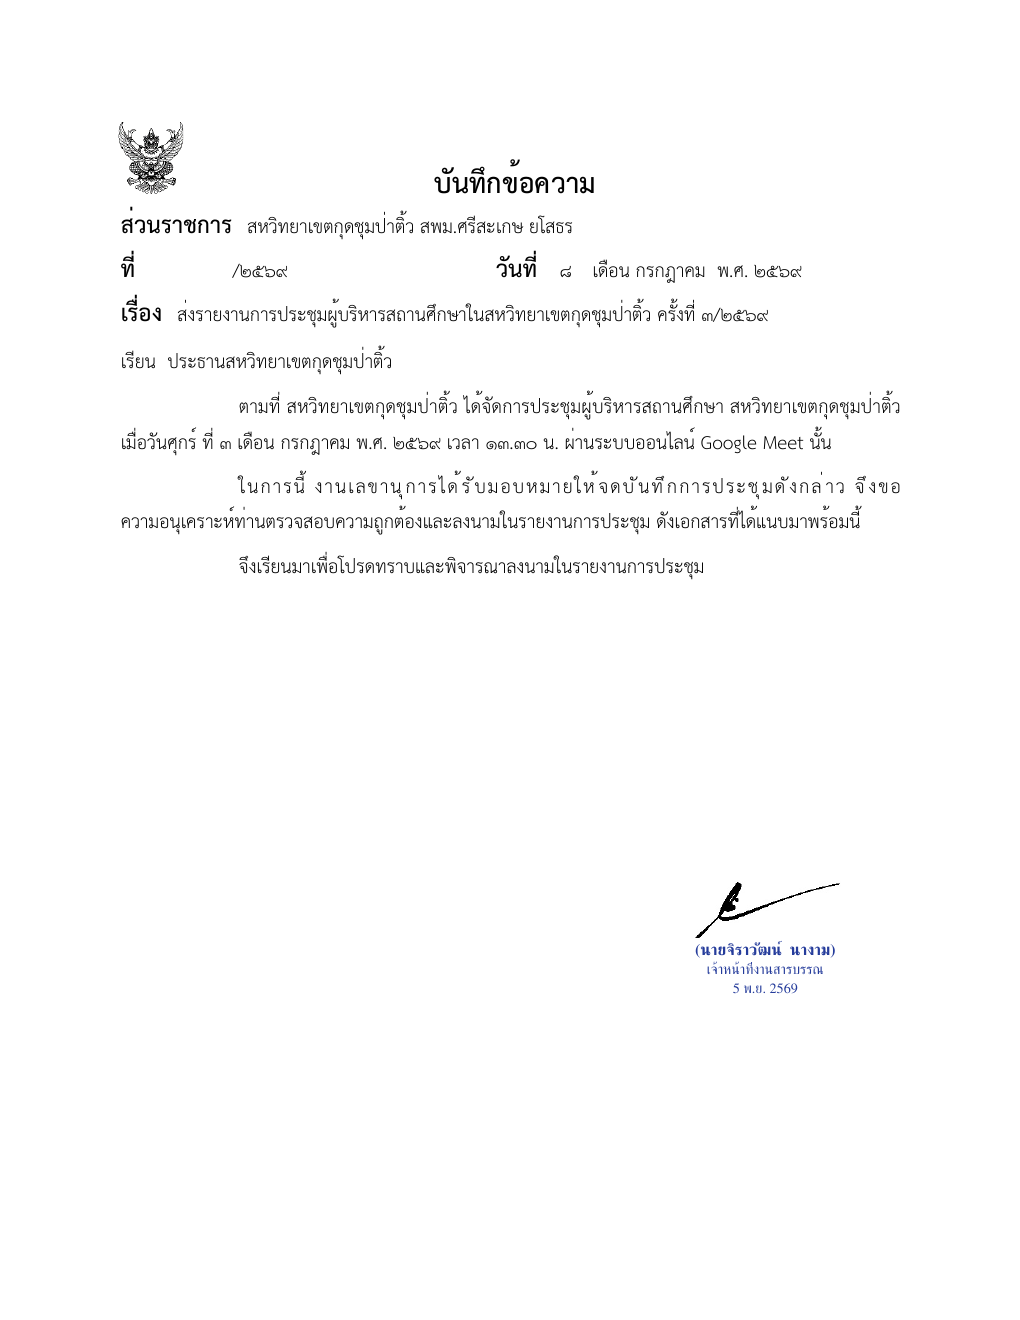 บันทึกข้อความ
ส่วนราชการ สหวิทยาเขตกุดชุมป่าติ้ว สพม.ศรีสะเกษ ยโสธร
ที่ /๒๕๖๙ วันที่ ๘ เดือน กรกฎาคม พ.ศ. ๒๕๖๙
เรื่อง ส่งรายงานการประชุมผู้บริหารสถานศึกษาในสหวิทยาเขตกุดชุมป่าติ้ว ครั้งที่ ๓/๒๕๖๙
เรียน ประธานสหวิทยาเขตกุดชุมป่าติ้ว
ตามที่ สหวิทยาเขตกุดชุมป่าติ้ว ได้จัดการประชุมผู้บริหารสถานศึกษา สหวิทยาเขตกุดชุมป่าติ้ว
เมื่อวันศุกร์ ที่ ๓ เดือน กรกฎาคม พ.ศ. ๒๕๖๙ เวลา ๑๓.๓๐ น. ผ่านระบบออนไลน์ Google Meet นั้น
ในการนี้ งานเลขานุการได้รับมอบหมายให้จดบันทึกการประชุมดังกล่าว จึงขอ
ความอนุเคราะห์ท่านตรวจสอบความถูกต้องและลงนามในรายงานการประชุม ดังเอกสารที่ได้แนบมาพร้อมนี้
จึงเรียนมาเพื่อโปรดทราบและพิจารณาลงนามในรายงานการประชุม
(นายจิราวัฒน์ นางาม)
เจ้าหน้าที่งานสารบรรณ
5 พ.ย. 2569